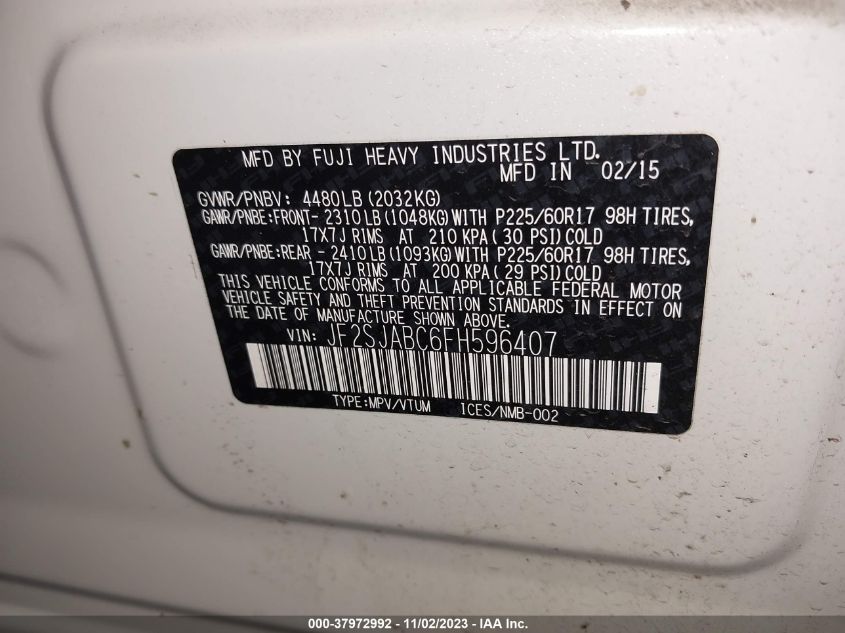 MFD BY FUJI HEAVY INDUSTRIES LTD.
MFD IN 02/15
GVWR/PNBV: 4480LB (2032KG)
GAWR/PNBE:FRONT- 2310LB (1048KG) WITH P225/60R17 98H TIRES,
17X7J RIMS AT 210 KPA (30 PSI) COLD
GAWR/PNBE:REAR - 2410LB (1093KG) WITH P225/60R17 98H TIRES,
17X7J RIMS AT 200 KPA (29 PSI) COLD
THIS VEHICLE CONFORMS TO ALL APPLICABLE FEDERAL MOTOR
VEHICLE SAFETY AND THEFT PREVENTION STANDARDS IN EFFECT ON
THE DATE OF MANUFACTURE SHOWN ABOVE.
VIN: JF2SJABC6FH596407
TYPE:MPV/VTUM ICES/NMB-002
000-37972992 - 11/02/2023 - IAA Inc.